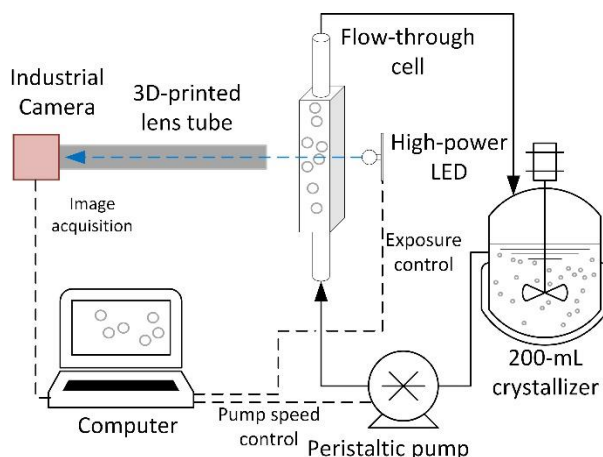 Flow-through
cell
Industrial
Camera
3D-printed
lens tube
High-power
LED
Image
acquisition
Exposure
control
200-mL
crystallizer
Computer
Pump speed
control
Peristaltic pump